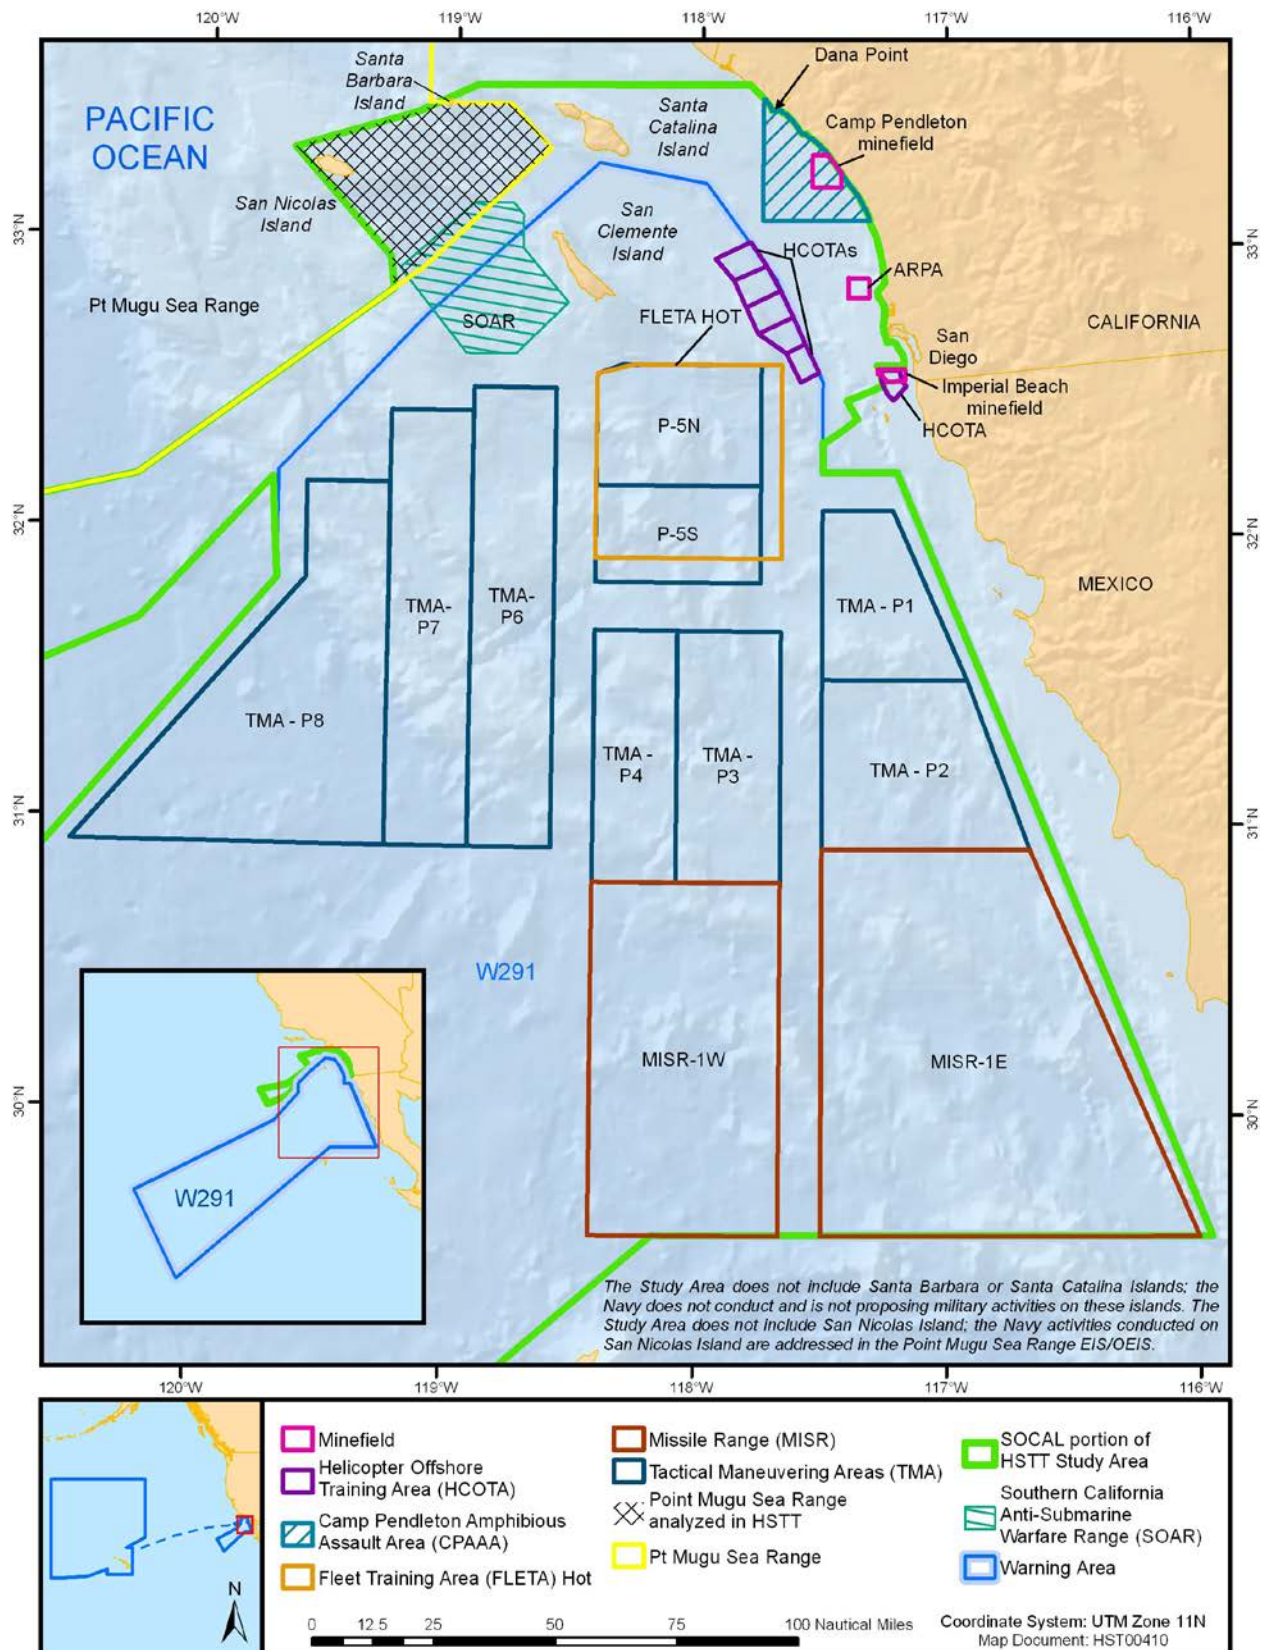 120°W 119°W 118°W 117°W 116°W
PACIFIC
OCEAN
Santa
Barbara
Island
Santa
Catalina
Island
Dana Point
Camp Pendleton
minefield
San Nicolas
Island
San
Clemente
Island
33°N
33°N
HCOTAs
ARPA
Pt Mugu Sea Range
SOAR
FLETA HOT
CALIFORNIA
San
Diego
Imperial Beach
minefield
HCOTA
P-5N
32°N
P-5S
32°N
MEXICO
TMA-
P7
TMA-
P6
TMA - P1
TMA - P8
TMA -
P4
TMA -
P3
TMA - P2
31°N
31°N
W291
MISR-1W
MISR-1E
30°N
30°N
W291
The Study Area does not include Santa Barbara or Santa Catalina Islands; the
Navy does not conduct and is not proposing military activities on these islands. The
Study Area does not include San Nicolas Island; the Navy activities conducted on
San Nicolas Island are addressed in the Point Mugu Sea Range EIS/OEIS.
120°W 119°W 118°W 117°W 116°W
N
Minefield
Helicopter Offshore
Training Area (HCOTA)
Camp Pendleton Amphibious
Assault Area (CPAAA)
Fleet Training Area (FLETA) Hot
Missile Range (MISR)
Tactical Maneuvering Areas (TMA)
Point Mugu Sea Range
analyzed in HSTT
Pt Mugu Sea Range
SOCAL portion of
HSTT Study Area
Southern California
Anti-Submarine
Warfare Range (SOAR)
Warning Area
0 12.5 25 50 75 100 Nautical Miles
Coordinate System: UTM Zone 11N
Map Document: HST00410